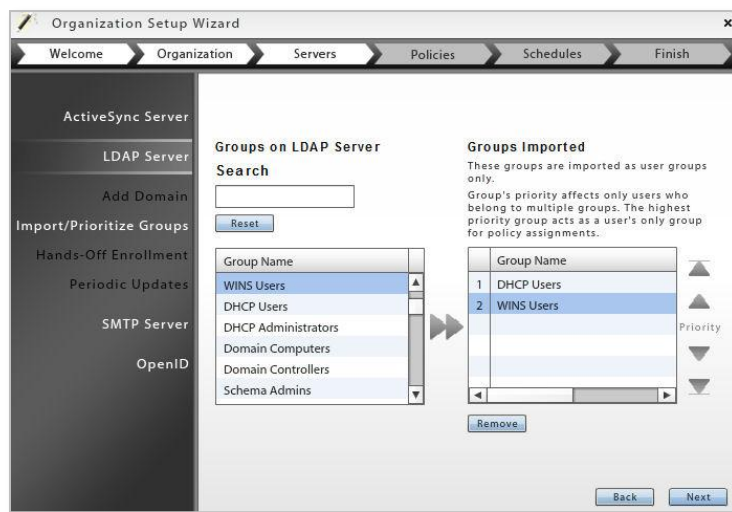 Organization Setup Wizard
×
Welcome Organization Servers Policies Schedules Finish
ActiveSync Server
LDAP Server
Add Domain
Import/Prioritize Groups
Hands-Off Enrollment
Periodic Updates
SMTP Server
OpenID
Groups on LDAP Server
Search
Reset
Group Name
WINS Users
DHCP Users
DHCP Administrators
Domain Computers
Domain Controllers
Schema Admins
Groups Imported
These groups are imported as user groups
only.
Group's priority affects only users who
belong to multiple groups. The highest
priority group acts as a user's only group
for policy assignments.
Group Name
1 DHCP Users
2 WINS Users
Priority
Remove
Back Next